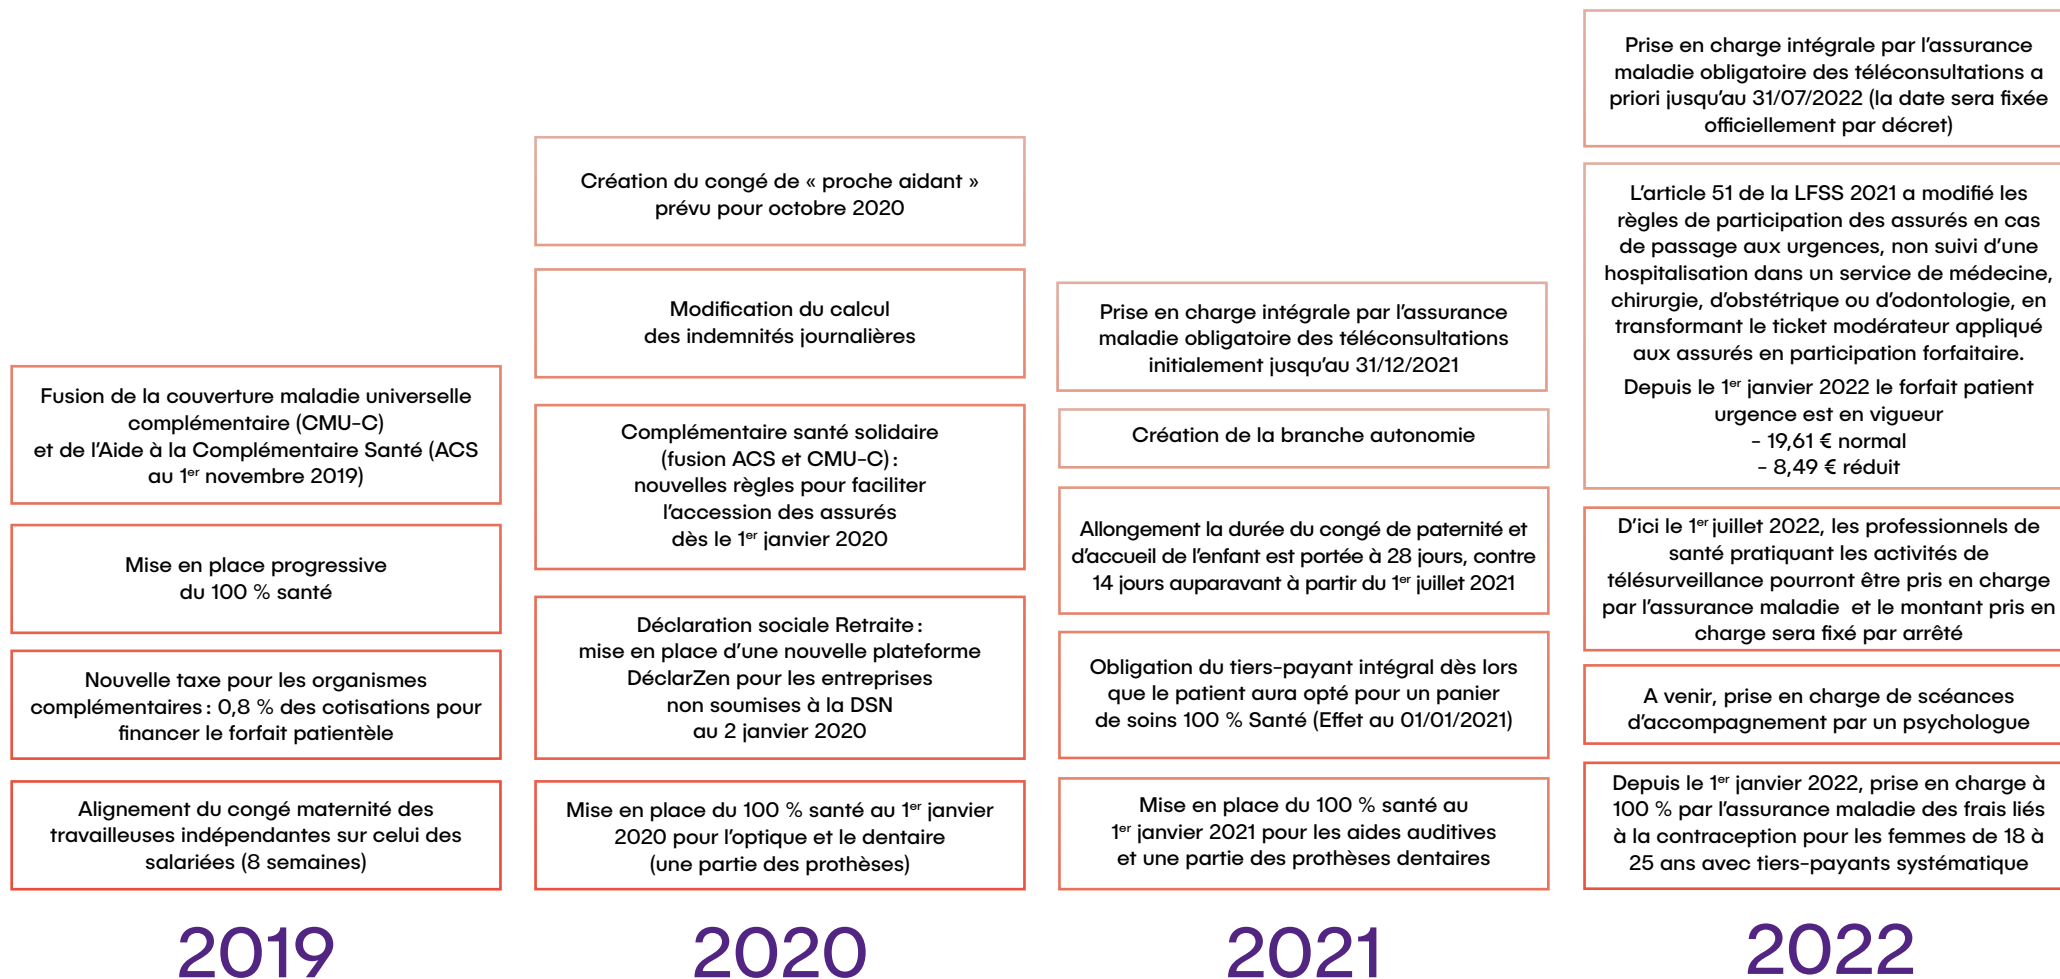 Fusion de la couverture maladie universelle
complémentaire (CMU-C)
et de l'Aide à la Complémentaire Santé (ACS
au 1er novembre 2019)
Mise en place progressive
du 100 % santé
Nouvelle taxe pour les organismes
complémentaires : 0,8 % des cotisations pour
financer le forfait patientèle
Alignement du congé maternité des
travailleuses indépendantes sur celui des
salariées (8 semaines)
2019
Création du congé de « proche aidant »
prévu pour octobre 2020
Modification du calcul
des indemnités journalières
Complémentaire santé solidaire
(fusion ACS et CMU-C) :
nouvelles règles pour faciliter
l'accession des assurés
dès le 1er janvier 2020
Déclaration sociale Retraite :
mise en place d'une nouvelle plateforme
DéclarZen pour les entreprises
non soumises à la DSN
au 2 janvier 2020
Mise en place du 100 % santé au 1er janvier
2020 pour l'optique et le dentaire
(une partie des prothèses)
2020
Prise en charge intégrale par l'assurance
maladie obligatoire des téléconsultations
initialement jusqu'au 31/12/2021
Création de la branche autonomie
Allongement la durée du congé de paternité et
d'accueil de l'enfant est portée à 28 jours, contre
14 jours auparavant à partir du 1er juillet 2021
Obligation du tiers-payant intégral dès lors
que le patient aura opté pour un panier
de soins 100 % Santé (Effet au 01/01/2021)
Mise en place du 100 % santé au
1er janvier 2021 pour les aides auditives
et une partie des prothèses dentaires
2021
Prise en charge intégrale par l'assurance
maladie obligatoire des téléconsultations a
priori jusqu'au 31/07/2022 (la date sera fixée
officiellement par décret)
L'article 51 de la LFSS 2021 a modifié les
règles de participation des assurés en cas
de passage aux urgences, non suivi d'une
hospitalisation dans un service de médecine,
chirurgie, d'obstétrique ou d'odontologie, en
transformant le ticket modérateur appliqué
aux assurés en participation forfaitaire.
Depuis le 1er janvier 2022 le forfait patient
urgence est en vigueur
- 19,61 € normal
- 8,49 € réduit
D'ici le 1er juillet 2022, les professionnels de
santé pratiquant les activités de
télésurveillance pourront être pris en charge
par l'assurance maladie et le montant pris en
charge sera fixé par arrêté
A venir, prise en charge de scéances
d'accompagnement par un psychologue
Depuis le 1er janvier 2022, prise en charge à
100 % par l'assurance maladie des frais liés
à la contraception pour les femmes de 18 à
25 ans avec tiers-payants systématique
2022